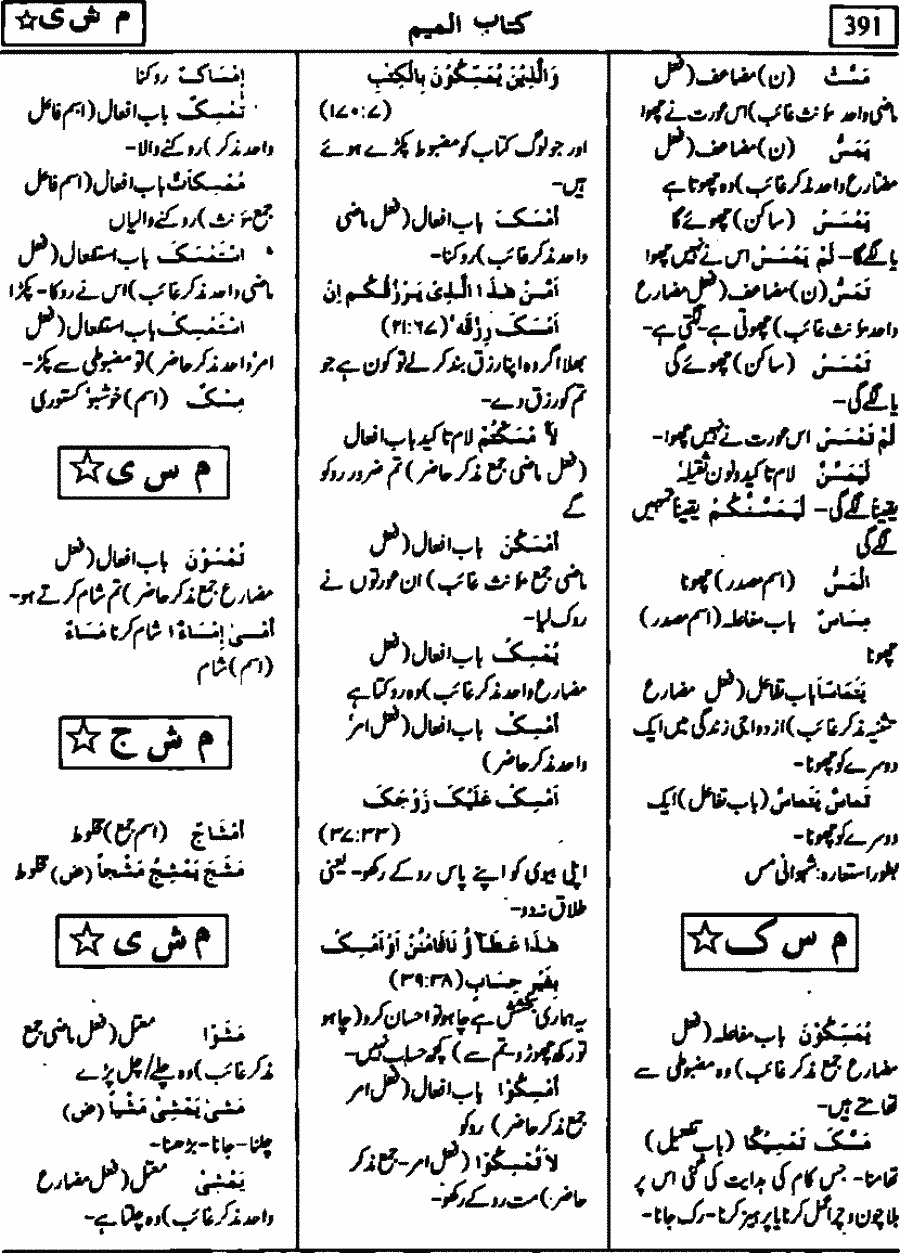 391
کتاب المیم
م ش ی ☆
مَسَّتْ (ن) مضاعف (فعل
ماضی واحد مؤنث غائب) اس عورت نے چھوا
یَمَسُّ (ن) مضاعف (فعل
مضارع واحد مذکر غائب) وہ چھوتا ہے
یَمْسَسْ (ساکن) چھوئے گا
یا لگے گا۔ لَمْ یَمْسَسْ اس نے نہیں چھوا
تَمَسُّ (ن) مضاعف (فعل مضارع
واحد مؤنث غائب) چھوتی ہے۔ لگتی ہے۔
تَمْسَسْ (ساکن) چھوئے گی
یا لگے گی۔
لَمْ تَمْسَسْ اس عورت نے نہیں چھوا۔
لَیَمَسَّنَّ لام تاکید و نون ثقیلہ
یقیناً لگے گی۔ لَیَمَسَّنَّکُمْ یقیناً تمہیں
لگے گی
الْمَسُّ (اسم مصدر) چھونا
مِسَاسٌ باب مفاعلہ (اسم مصدر)
چھونا
یَتَمَاسَّا باب تفاعل (فعل مضارع
تثنیہ مذکر غائب) ازدواجی زندگی میں ایک
دوسرے کو چھونا۔
تَمَاسَّ یَتَمَاسُّ (باب تفاعل) ایک
دوسرے کو چھونا۔
بطور استعارہ: شہوانی مس
م س ک ☆
یُمَسِّکُوْنَ باب مفاعلہ (فعل
مضارع جمع مذکر غائب) وہ مضبوطی سے
تھامتے ہیں۔
مَسَّکَ تَمْسِیْکًا (باب تفعیل)
تھامنا۔ جس کام کی ہدایت کی گئی اس پر
بلا چون و چرا عمل کرنا یا پرہیز کرنا۔ رک جانا۔
وَالَّذِیْنَ یُمَسِّکُوْنَ بِالْکِتٰبِ
(۱۷۰:۷)
اور جو لوگ کتاب کو مضبوط پکڑے ہوئے
ہیں۔
اَمْسَکَ باب افعال (فعل ماضی
واحد مذکر غائب) روکنا۔
اَمَّنْ ھٰذَا الَّذِیْ یَرْزُقُکُمْ اِنْ
اَمْسَکَ رِزْقَهٗ (۲۱:۶۷)
بھلا اگر وہ اپنا رزق بند کر لے تو کون ہے جو
تم کو رزق دے۔
لَاَ مْسَکْتُمْ لام تاکید باب افعال
(فعل ماضی جمع مذکر حاضر) تم ضرور روکو
گے
اَمْسَکْنَ باب افعال (فعل
ماضی جمع مؤنث غائب) ان عورتوں نے
روک لیا۔
یُمْسِکُ باب افعال (فعل
مضارع واحد مذکر غائب) وہ روکتا ہے
اَمْسِکْ باب افعال (فعل امر
واحد مذکر حاضر)
اَمْسِکْ عَلَیْکَ زَوْجَکَ
(۳۷:۳۳)
اپنی بیوی کو اپنے پاس روکے رکھو۔ یعنی
طلاق نہ دو۔
ھٰذَا عَطَآؤُ نَا فَامْنُنْ اَوْ اَمْسِکْ
بِغَیْرِ حِسَابٍ (۳۹:۳۸)
یہ ہماری بخشش ہے چاہو تو احسان کرو (چاہو
تو رکھ چھوڑو۔ تم سے) کچھ حساب نہیں۔
اَمْسِکُوْا باب افعال (فعل امر
جمع مذکر حاضر) روکو
لَا تُمْسِکُوْا (فعل امر۔ جمع مذکر
حاضر) مت روکے رکھو۔
اِمْسَاکٌ روکنا
مُمْسِکٌ باب افعال (اسم فاعل
واحد مذکر) روکنے والا۔
مُمْسِکَاتٌ باب افعال (اسم فاعل
جمع مؤنث) روکنے والیاں
اسْتَمْسَکَ باب استفعال (فعل
ماضی واحد مذکر غائب) اس نے روکا۔ پکڑا
اسْتَمْسِکْ باب استفعال (فعل
امر واحد مذکر حاضر) تو مضبوطی سے پکڑ۔
مِسْکٌ (اسم) خوشبو کستوری
م س ی ☆
تُمْسُوْنَ باب افعال (فعل
مضارع جمع مذکر حاضر) تم شام کرتے ہو۔
اَمْسٰی اِمْسَاءً ا شام کرنا مَسَاءٌ
(اسم) شام
م ش ج ☆
اَمْشَاجٌ (اسم جمع) مخلوط
مَشَجَ یَمْشِجُ مَشْجاً (ض) مخلوط
م ش ی ☆
مَشَوْا معتل (فعل ماضی جمع
مذکر غائب) وہ چلے/چل پڑے
مَشٰی یَمْشِیْ مَشْیاً (ض)
چلنا۔ جانا۔ بڑھنا۔
یَمْشِیْ معتل (فعل مضارع
واحد مذکر غائب) وہ چلتا ہے۔